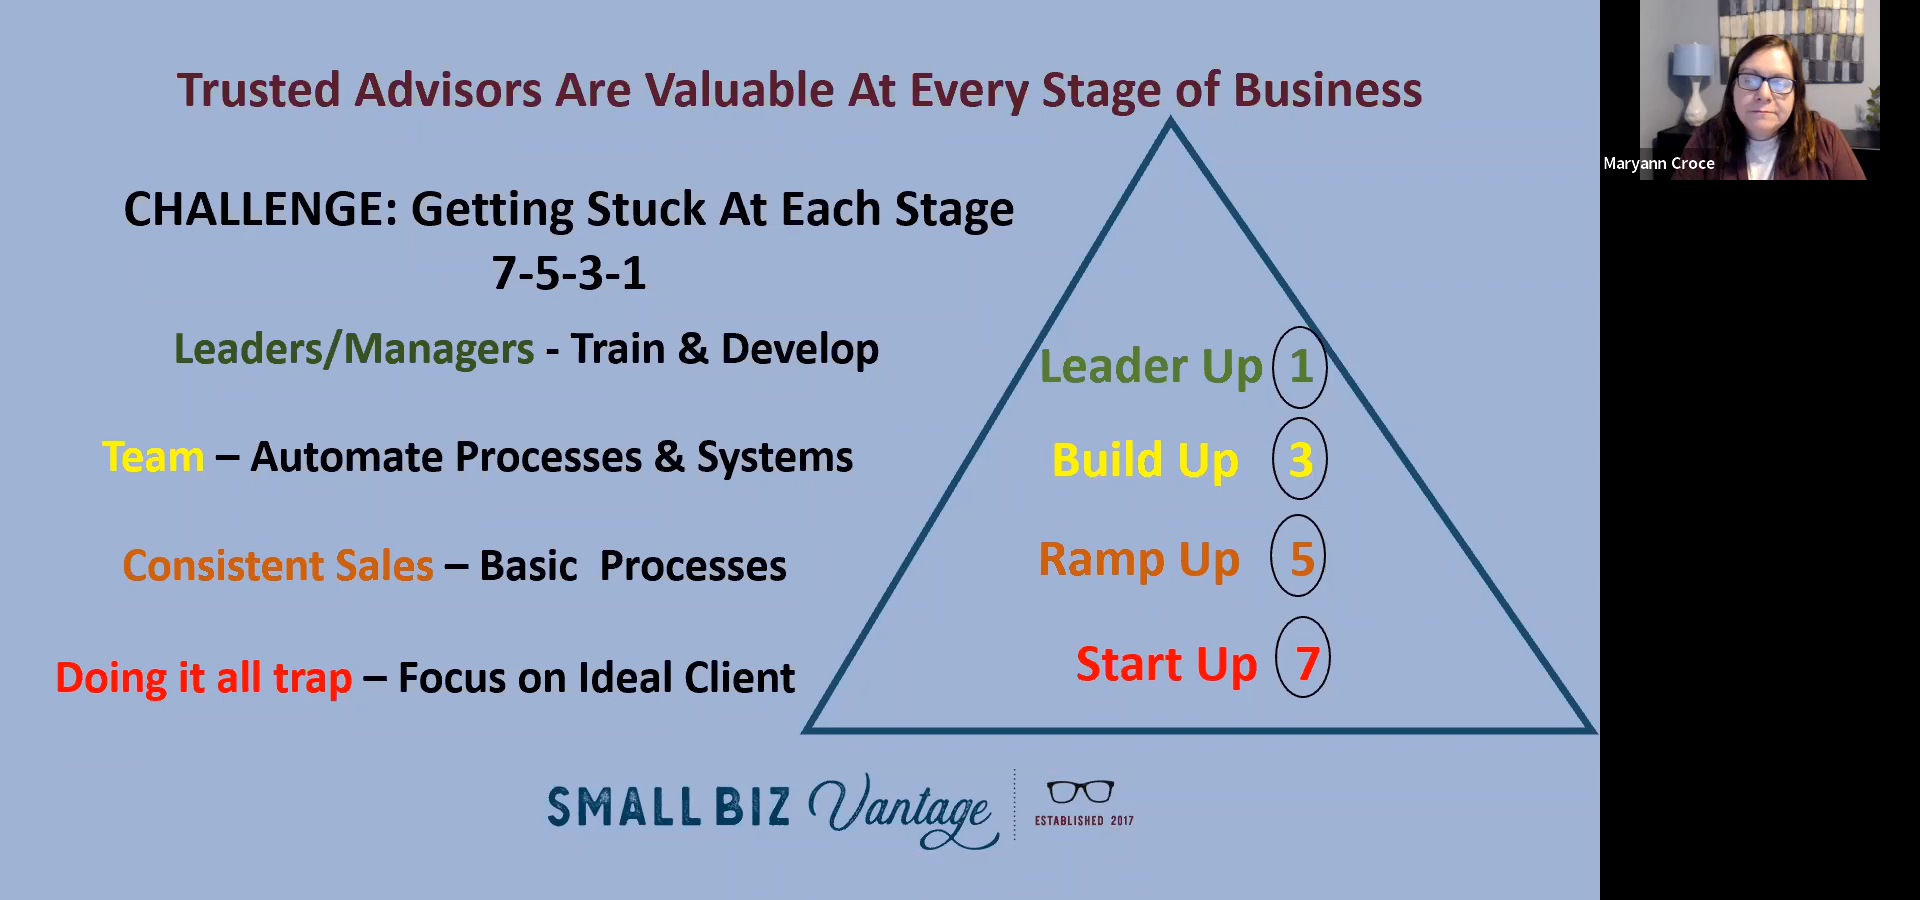 Trusted Advisors Are Valuable At Every Stage of Business
CHALLENGE: Getting Stuck At Each Stage
7-5-3-1
Leaders/Managers - Train & Develop
Leader Up 1
Team – Automate Processes & Systems
Build Up 3
Consistent Sales – Basic Processes
Ramp Up 5
Doing it all trap – Focus on Ideal Client
Start Up 7
SMALL BIZ Vantage
ESTABLISHED 2017
Maryann Croce